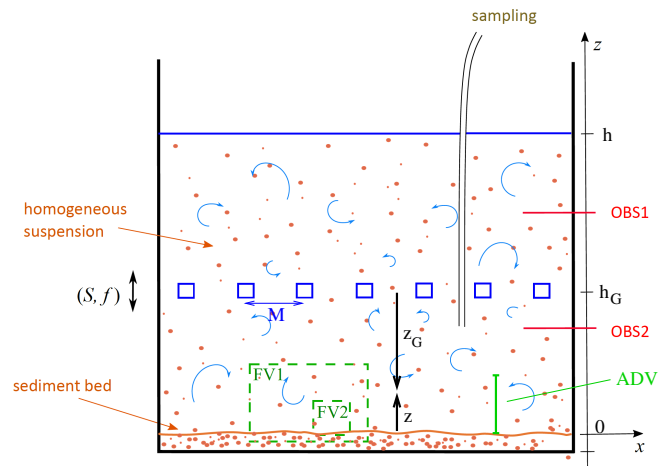 sampling
z
h
OBS1
homogeneous
suspension
(S, f)
h_G
M
OBS2
z_G
FV1
ADV
sediment bed
FV2
z
0
x